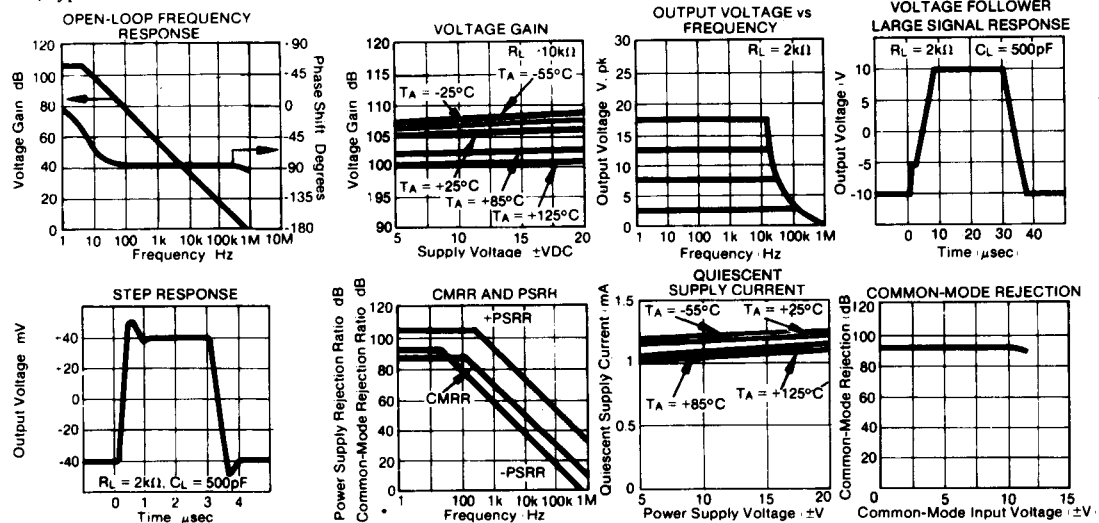 OPEN-LOOP FREQUENCY
RESPONSE
120
100
80
60
40
20
0
Voltage Gain dB
-90
-45
0
-45
-90
-135
-180
Phase Shift Degrees
1 10 100 1k 10k 100k 1M 10M
Frequency Hz
VOLTAGE GAIN
RL ·10kΩ
TA = -55°C
TA = -25°C
TA = +25°C
TA = +85°C
TA = +125°C
120
115
110
105
100
95
90
Voltage Gain dB
5 10 15 20
Supply Voltage ±VDC
OUTPUT VOLTAGE vs
FREQUENCY
RL = 2kΩ
30
25
20
15
10
5
0
Output Voltage V. pk
1 10 100 1k 10k 100k 1M
Frequency Hz
VOLTAGE FOLLOWER
LARGE SIGNAL RESPONSE
RL = 2kΩ CL = 500pF
10
5
0
-5
-10
Output Voltage V
0 20 30 40
Time μsec
STEP RESPONSE
-40
-20
0
-20
-40
Output Voltage mV
RL = 2kΩ, CL = 500pF
0 1 2 3 4
Time μsec
CMRR AND PSRH
+PSRR
CMRR
-PSRR
120
100
80
60
40
20
0
Power Supply Rejection Ratio dB
Common-Mode Rejection Ratio dB
1 100 1k 10k 100k 1M
Frequency Hz
QUIESCENT
SUPPLY CURRENT
TA = -55°C TA = +25°C
TA = +85°C TA = +125°C
1.5
1
0.5
0
Quiescent Supply Current mA
5 10 15 20
Power Supply Voltage ±V
COMMON-MODE REJECTION
120
100
80
60
40
20
0
Common-Mode Rejection dB
0 5 10 15
Common-Mode Input Voltage ±V